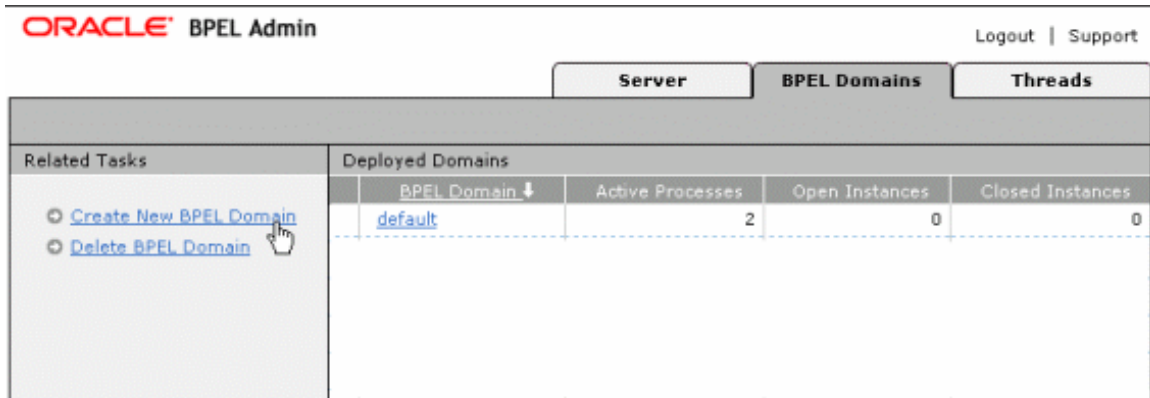 ORACLE BPEL Admin
Logout | Support
Server BPEL Domains Threads
Related Tasks
Create New BPEL Domain
Delete BPEL Domain
Deployed Domains
BPEL Domain Active Processes Open Instances Closed Instances
default 2 0 0